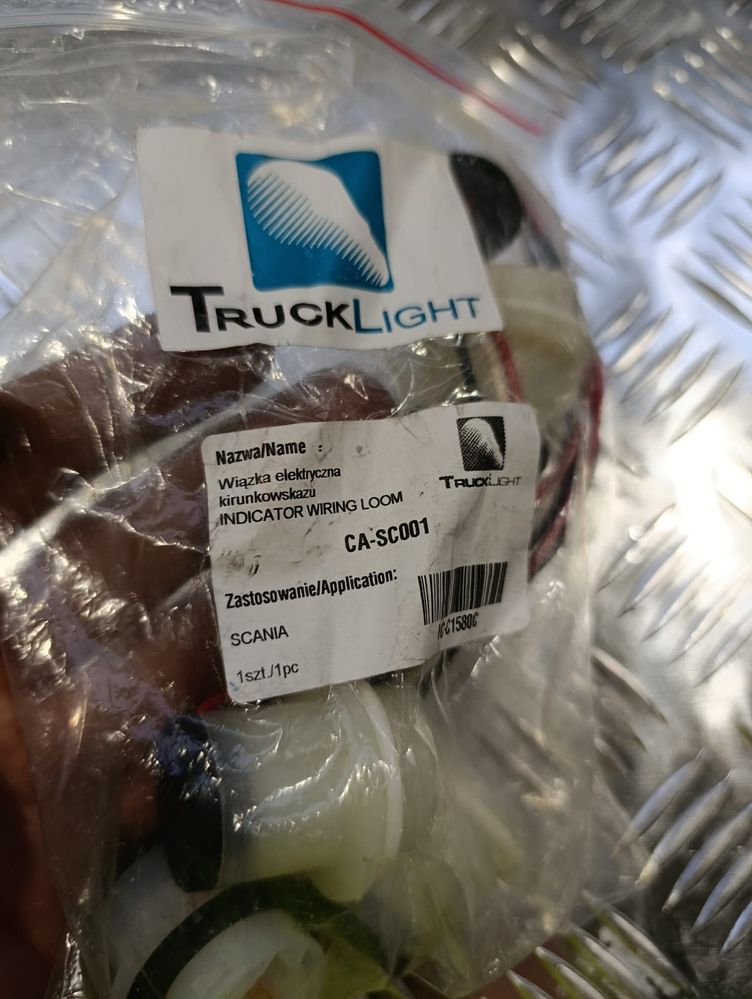 TRUCKLIGHT
Nazwa/Name :
Wiązka elektryczna
kirunkowskazu
INDICATOR WIRING LOOM
TRUCKLIGHT
CA-SC001
Zastosowanie/Application:
SCANIA
1szt./1pc